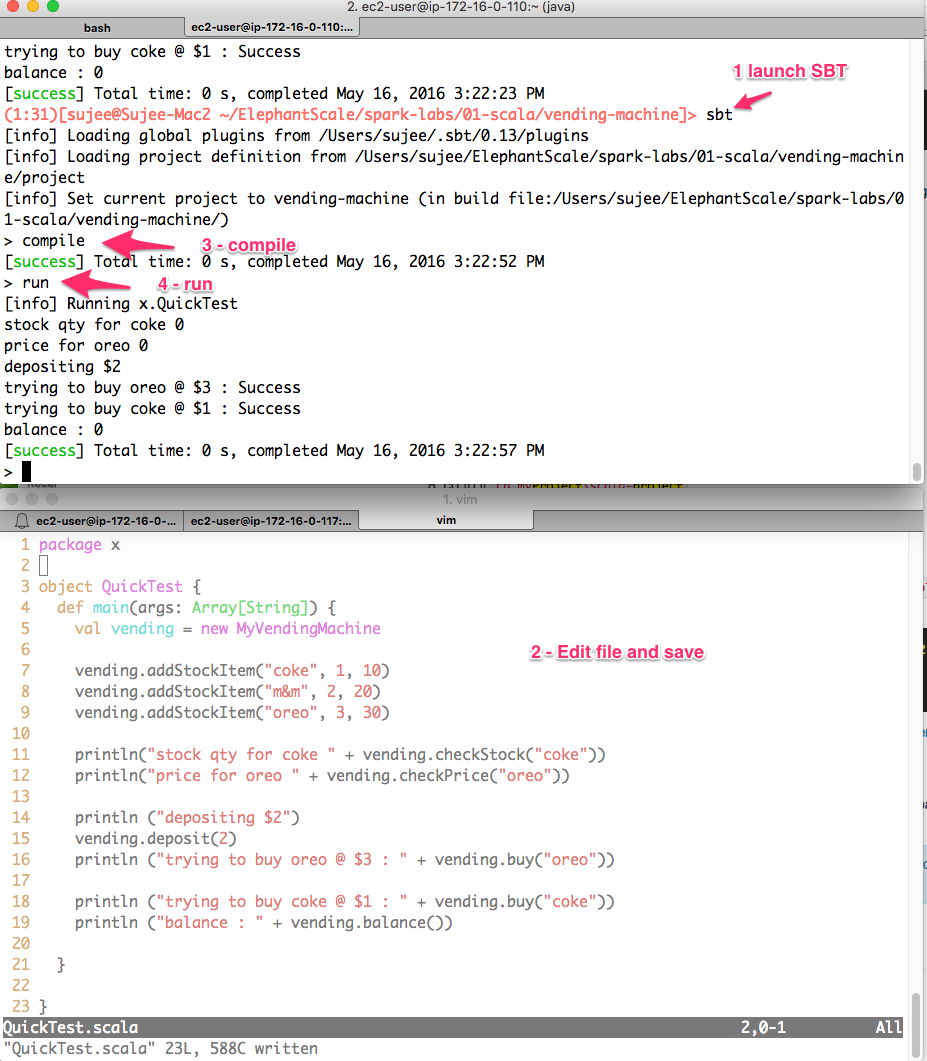 2. ec2-user@ip-172-16-0-110:~ (java)
bash
ec2-user@ip-172-16-0-110:...
trying to buy coke @ $1 : Success
balance : 0
[success] Total time: 0 s, completed May 16, 2016 3:22:23 PM
1 launch SBT
(1:31)[sujee@Sujee-Mac2 ~/ElephantScale/spark-labs/01-scala/vending-machine]> sbt
[info] Loading global plugins from /Users/sujee/.sbt/0.13/plugins
[info] Loading project definition from /Users/sujee/ElephantScale/spark-labs/01-scala/vending-machin
e/project
[info] Set current project to vending-machine (in build file:/Users/sujee/ElephantScale/spark-labs/0
1-scala/vending-machine/)
> compile
3 - compile
[success] Total time: 0 s, completed May 16, 2016 3:22:52 PM
> run
4 - run
[info] Running x.QuickTest
stock qty for coke 0
price for oreo 0
depositing $2
trying to buy oreo @ $3 : Success
trying to buy coke @ $1 : Success
balance : 0
[success] Total time: 0 s, completed May 16, 2016 3:22:57 PM
>
1. vim
ec2-user@ip-172-16-0-...
ec2-user@ip-172-16-0-117:...
vim
1 package x
2
3 object QuickTest {
4 def main(args: Array[String]) {
5 val vending = new MyVendingMachine
6
2 - Edit file and save
7 vending.addStockItem("coke", 1, 10)
8 vending.addStockItem("m&m", 2, 20)
9 vending.addStockItem("oreo", 3, 30)
10
11 println("stock qty for coke " + vending.checkStock("coke"))
12 println("price for oreo " + vending.checkPrice("oreo"))
13
14 println ("depositing $2")
15 vending.deposit(2)
16 println ("trying to buy oreo @ $3 : " + vending.buy("oreo"))
17
18 println ("trying to buy coke @ $1 : " + vending.buy("coke"))
19 println ("balance : " + vending.balance())
20
21 }
22
23 }
QuickTest.scala 2,0-1 All
"QuickTest.scala" 23L, 588C written